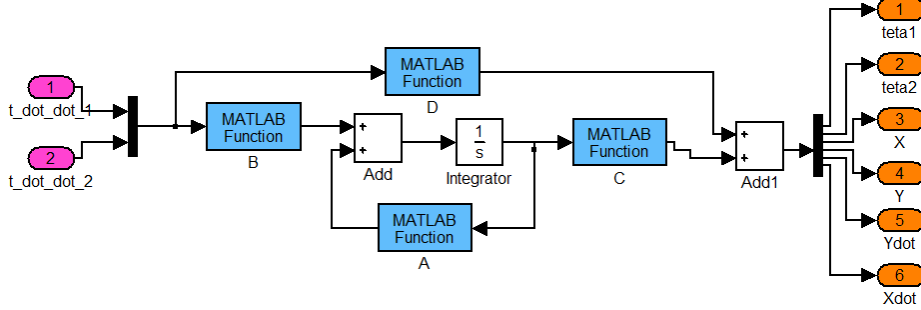 1
t_dot_dot_1
2
t_dot_dot_2
MATLAB
Function
B
MATLAB
Function
D
+
+
Add
1
s
Integrator
MATLAB
Function
A
MATLAB
Function
C
+
+
Add1
1
teta1
2
teta2
3
X
4
Y
5
Ydot
6
Xdot